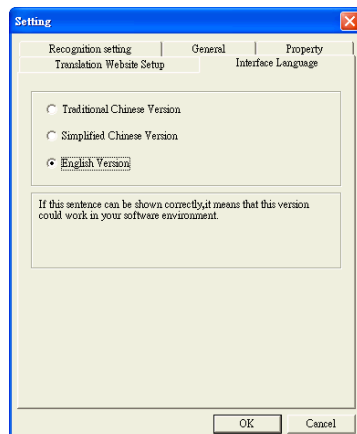 Setting
Recognition setting General Property
Translation Website Setup Interface Language
Traditional Chinese Version
Simplified Chinese Version
English Version
If this sentence can be shown correctly,it means that this version
could work in your software environment.
OK Cancel